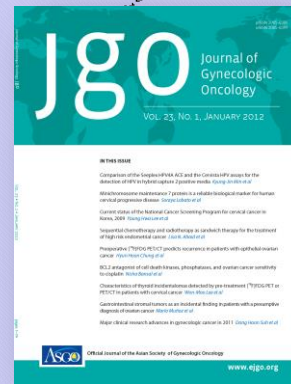 JGO
Journal of
Gynecologic
Oncology
VOL. 23, NO. 1, JANUARY 2012
IN THIS ISSUE
Comparison of the Seeplex HPV4A ACE and the Cervista HPV assays for the
detection of HPV in hybrid capture 2 positive media
Minichromosome maintenance 7 protein is a reliable biological marker for human
cervical progressive disease
Current status of the National Cancer Screening Program for cervical cancer in
Korea, 2009
Sequential chemotherapy and radiotherapy as sandwich therapy for the treatment
of high risk endometrial cancer
Preoperative [18F]FDG PET/CT predicts recurrence in patients with epithelial ovarian
cancer
BCL2 antagonist of cell death kinases, phosphatases, and ovarian cancer sensitivity
to cisplatin
Characteristics of thyroid incidentalomas detected by pre-treatment [18F]FDG PET or
PET/CT in patients with cervical cancer
Gastrointestinal stromal tumors as an incidental finding in patients with a presumptive
diagnosis of ovarian cancer
Major clinical research advances in gynecologic cancer in 2011
ASGO
Official Journal of the Asian Society of Gynecologic Oncology
www.ejgo.org